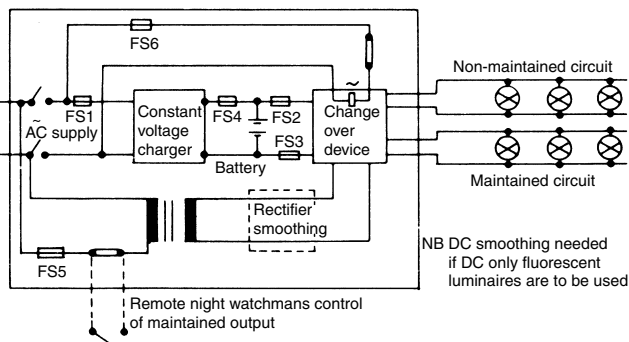 FS6
Non-maintained circuit
FS1
~
AC supply
Constant
voltage
charger
FS4
FS2
~
Change
over
device
FS3
Battery
Maintained circuit
Rectifier
smoothing
NB DC smoothing needed
if DC only fluorescent
luminaires are to be used
FS5
Remote night watchmans control
of maintained output